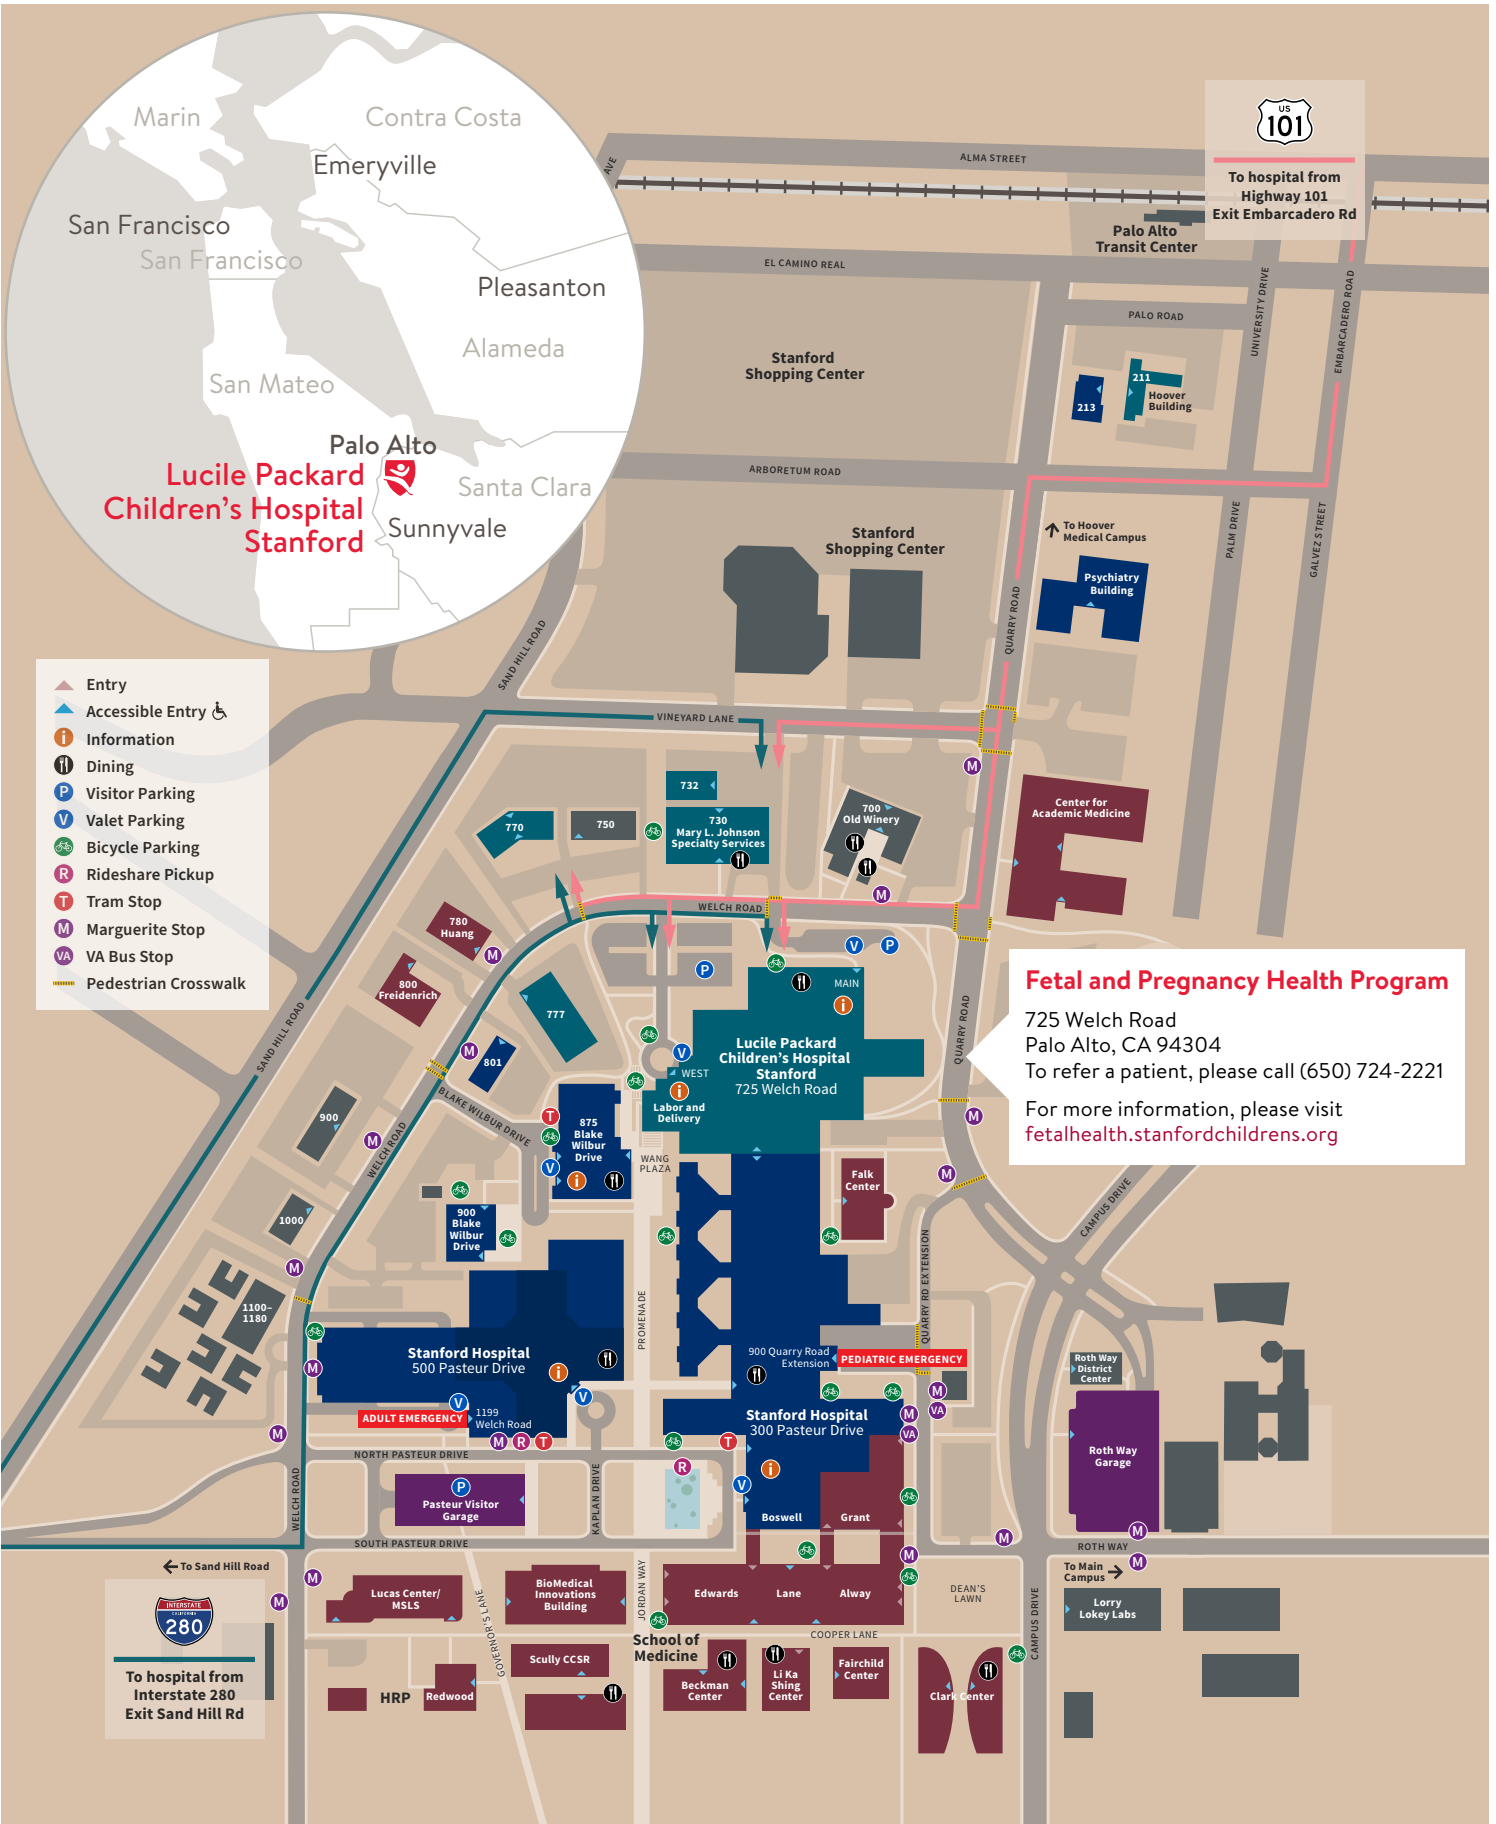 Marin
Contra Costa
Emeryville
San Francisco
San Francisco
Pleasanton
Alameda
San Mateo
Palo Alto
Lucile Packard
Children's Hospital
Stanford
Santa Clara
Sunnyvale
US
101
To hospital from
Highway 101
Exit Embarcadero Rd
AVE
ALMA STREET
Palo Alto
Transit Center
EL CAMINO REAL
PALO ROAD
UNIVERSITY DRIVE
EMBARCADERO ROAD
Stanford
Shopping Center
211
Hoover
Building
213
ARBORETUM ROAD
To Hoover
Medical Campus
PALM DRIVE
GALVEZ STREET
Stanford
Shopping Center
Psychiatry
Building
QUARRY ROAD
SAND HILL ROAD
VINEYARD LANE
Entry
Accessible Entry
i Information
Dining
P Visitor Parking
V Valet Parking
Bicycle Parking
R Rideshare Pickup
T Tram Stop
M Marguerite Stop
VA VA Bus Stop
Pedestrian Crosswalk
M
732
730
Mary L. Johnson
Specialty Services
770
750
700
Old Winery
Center for
Academic Medicine
M
WELCH ROAD
780
Huang
M
800
Freidenrich
V
P
P
777
MAIN
i
SAND HILL ROAD
Fetal and Pregnancy Health Program
725 Welch Road
Palo Alto, CA 94304
To refer a patient, please call (650) 724-2221
For more information, please visit
fetalhealth.stanfordchildrens.org
QUARRY ROAD
M
801
V
WEST
i
Labor and
Delivery
Lucile Packard
Children's Hospital
Stanford
725 Welch Road
BLAKE WILBUR DRIVE
M
900
M
WELCH ROAD
T
875
Blake
Wilbur
Drive
V
i
WANG
PLAZA
Falk
Center
M
CAMPUS DRIVE
1000
900
Blake
Wilbur
Drive
M
QUARRY RD EXTENSION
1100–
1180
PROMENADE
Stanford Hospital
500 Pasteur Drive
i
M
900 Quarry Road
Extension
PEDIATRIC EMERGENCY
Roth Way
District
Center
V
V
ADULT EMERGENCY
1199
Welch Road
M
VA
M
VA
Stanford Hospital
300 Pasteur Drive
M
M
R
T
T
NORTH PASTEUR DRIVE
R
i
V
Roth Way
Garage
P
Pasteur Visitor
Garage
KAPLAN DRIVE
WELCH ROAD
Boswell
Grant
SOUTH PASTEUR DRIVE
M
M
ROTH WAY
M
M
To Sand Hill Road
To Main
Campus
M
M
INTERSTATE
CALIFORNIA
280
To hospital from
Interstate 280
Exit Sand Hill Rd
Lucas Center/
MSLS
GOVERNOR'S LANE
BioMedical
Innovations
Building
JORDAN WAY
Edwards
Lane
Alway
DEAN'S
LAWN
CAMPUS DRIVE
Lorry
Lokey Labs
COOPER LANE
School of
Medicine
Scully CCSR
HRP
Redwood
Beckman
Center
Li Ka
Shing
Center
Fairchild
Center
Clark Center